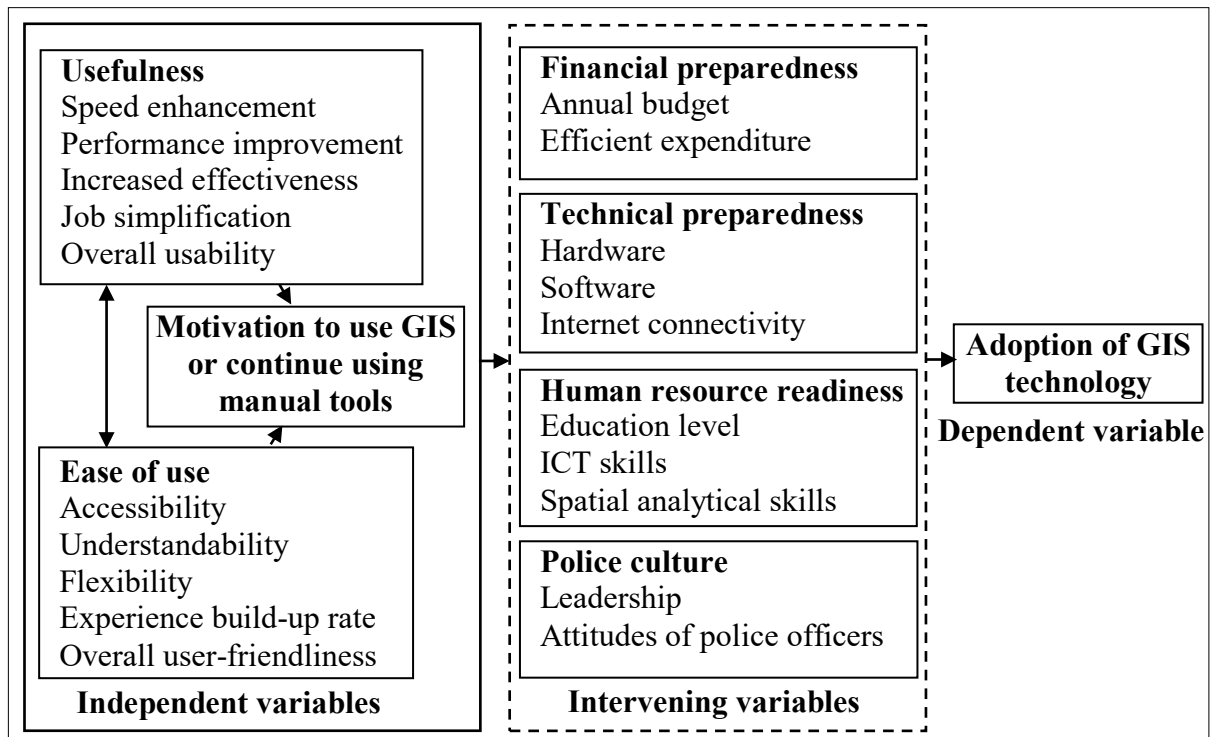 Usefulness
Speed enhancement
Performance improvement
Increased effectiveness
Job simplification
Overall usability
Motivation to use GIS
or continue using
manual tools
Ease of use
Accessibility
Understandability
Flexibility
Experience build-up rate
Overall user-friendliness
Independent variables
Financial preparedness
Annual budget
Efficient expenditure
Technical preparedness
Hardware
Software
Internet connectivity
Human resource readiness
Education level
ICT skills
Spatial analytical skills
Police culture
Leadership
Attitudes of police officers
Intervening variables
Adoption of GIS
technology
Dependent variable